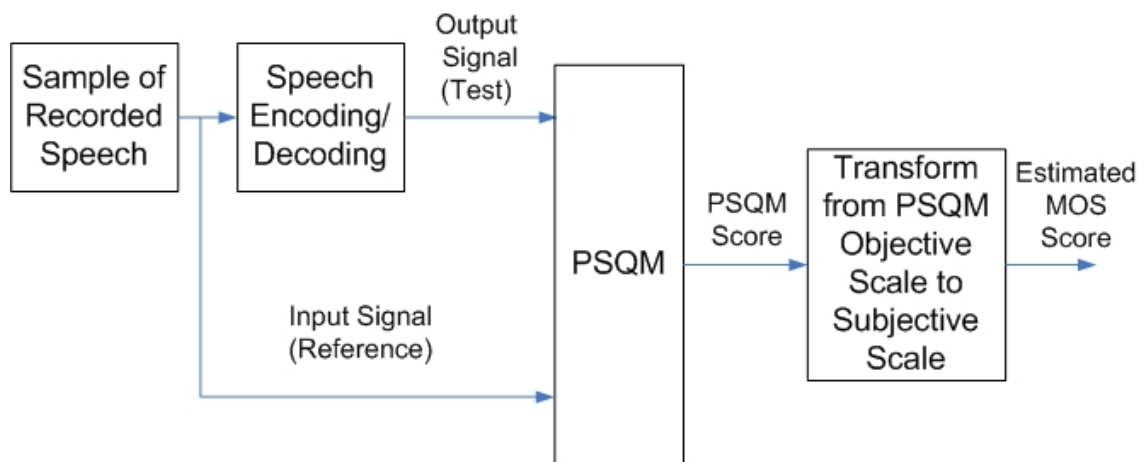 Sample of
Recorded
Speech
Speech
Encoding/
Decoding
Output
Signal
(Test)
Input Signal
(Reference)
PSQM
PSQM
Score
Transform
from PSQM
Objective
Scale to
Subjective
Scale
Estimated
MOS
Score